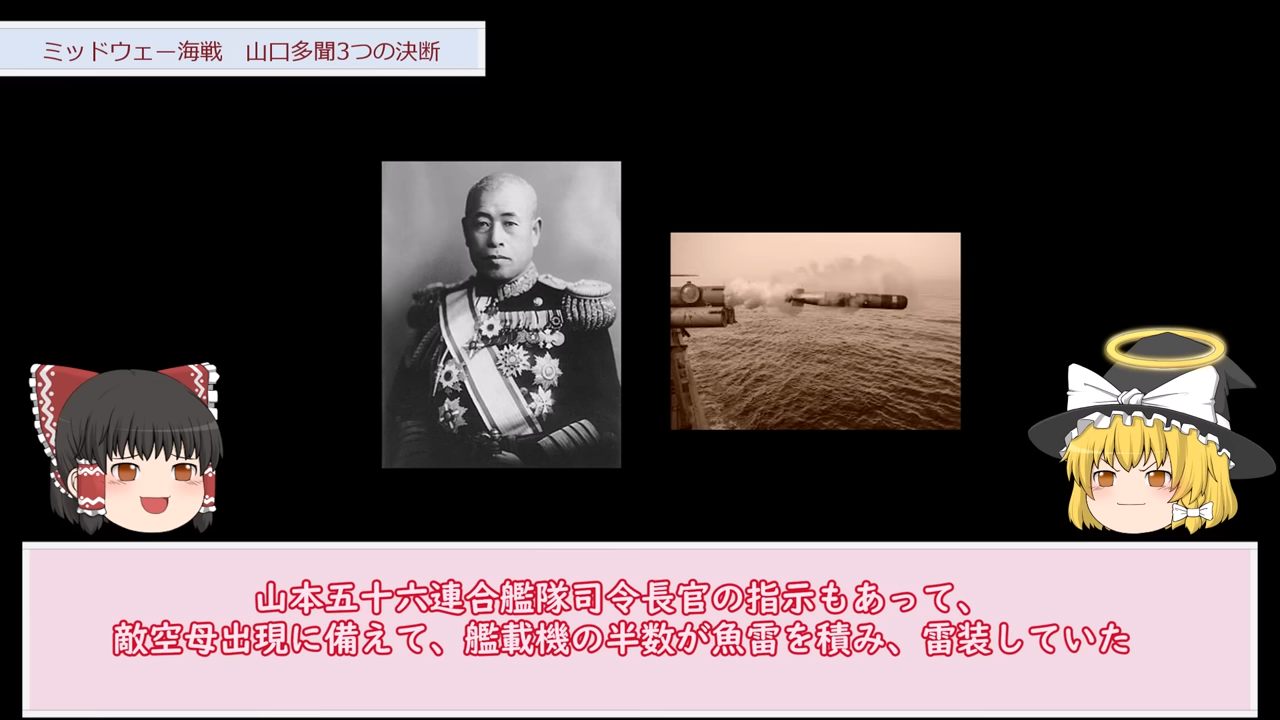 ミッドウェー海戦　山口多聞3つの決断
山本五十六連合艦隊司令長官の指示もあって、
敵空母出現に備えて、艦載機の半数が魚雷を積み、雷装していた